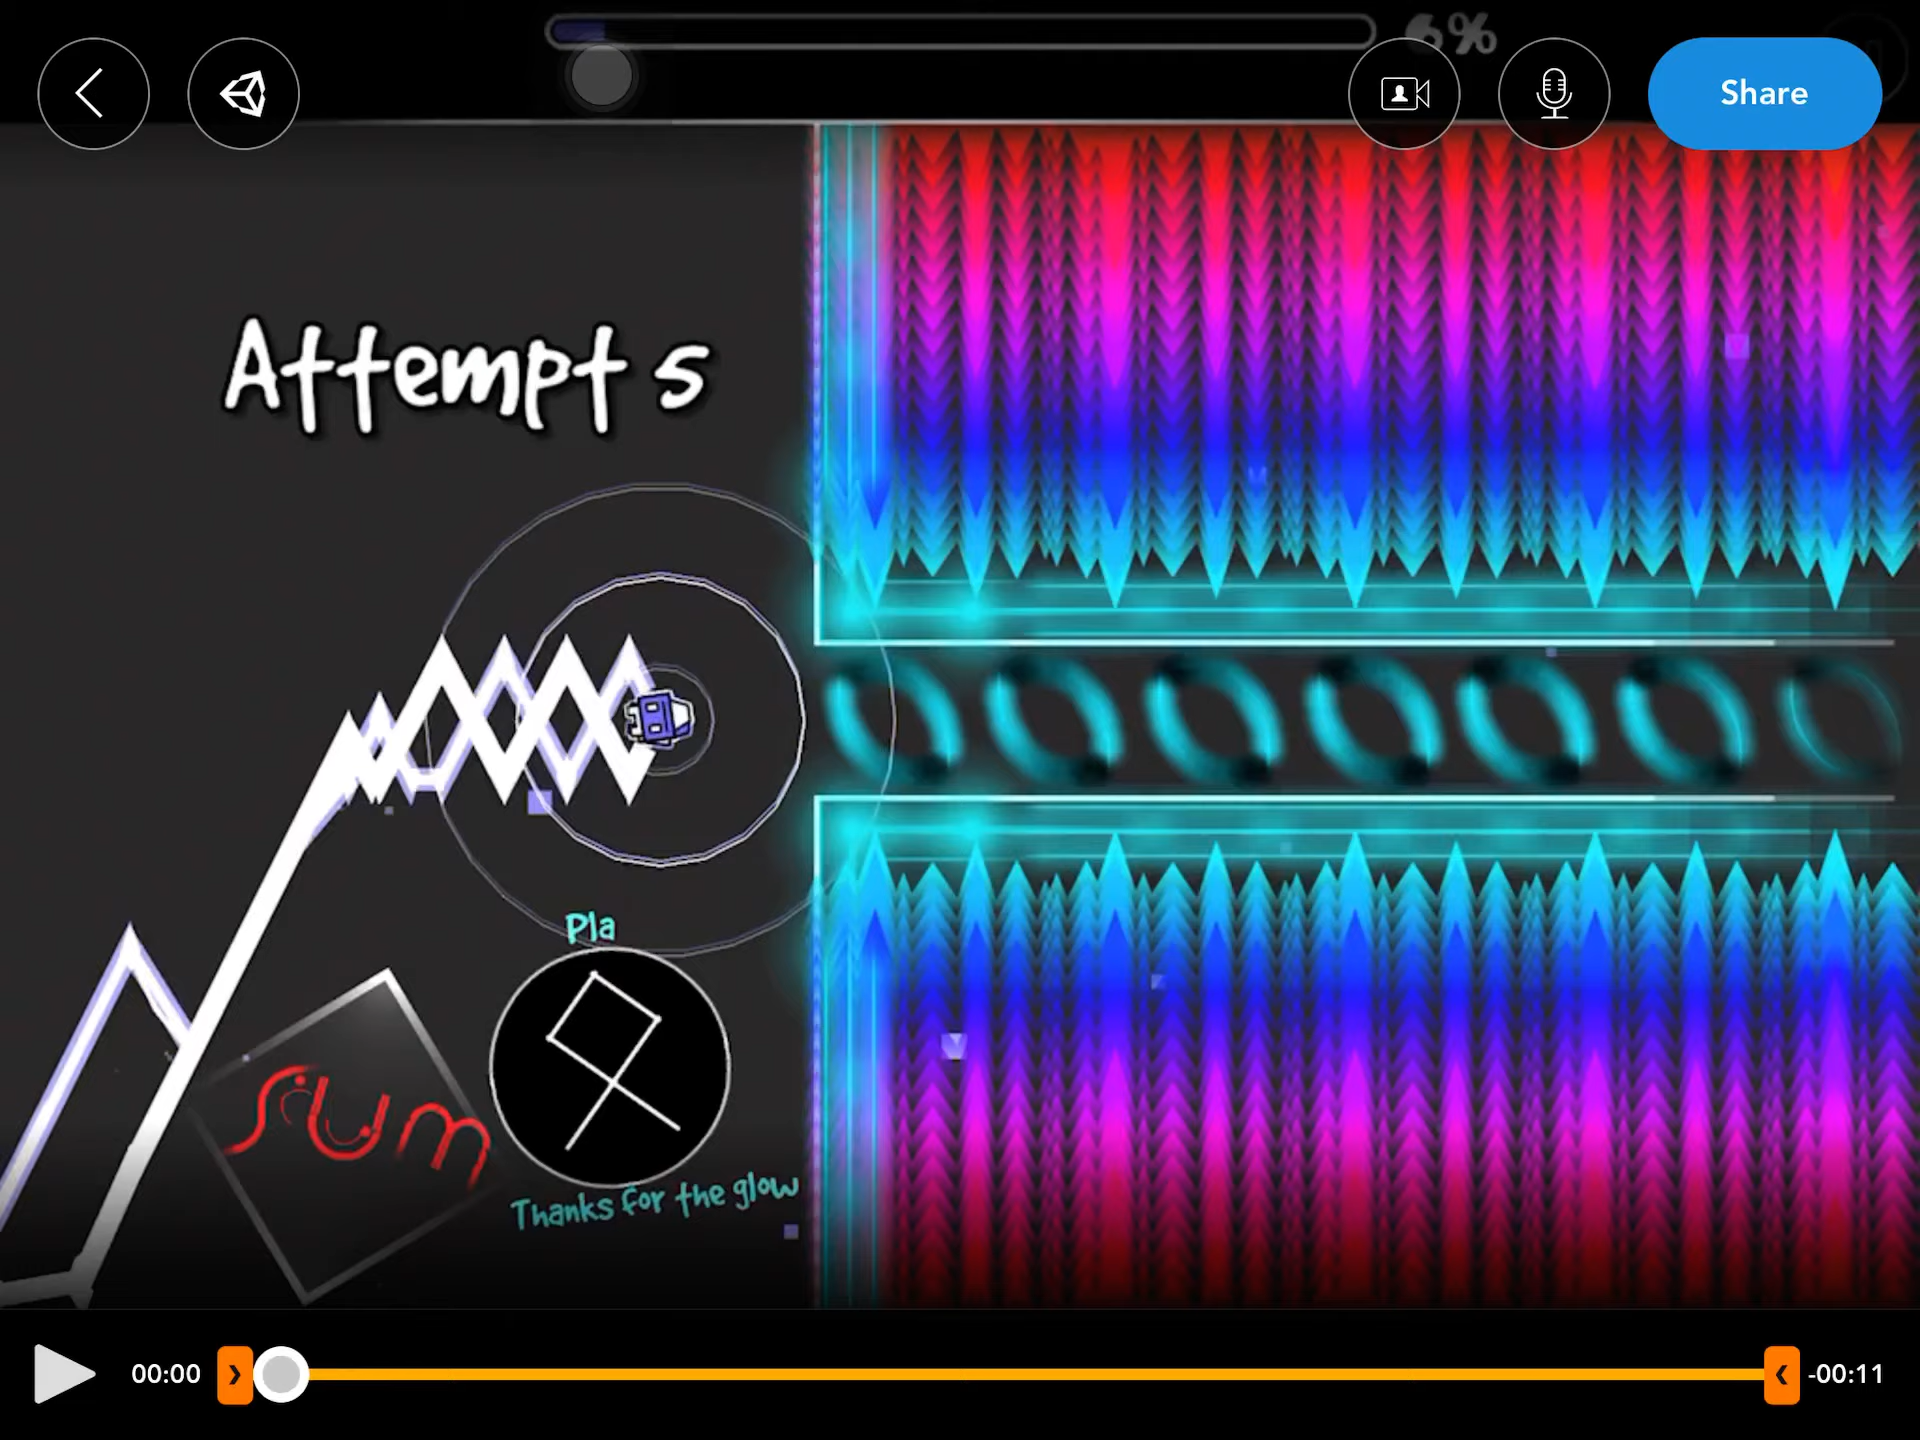 6%
Share
Attempt 5
Pla
sum
Thanks for the glow
00:00
-00:11